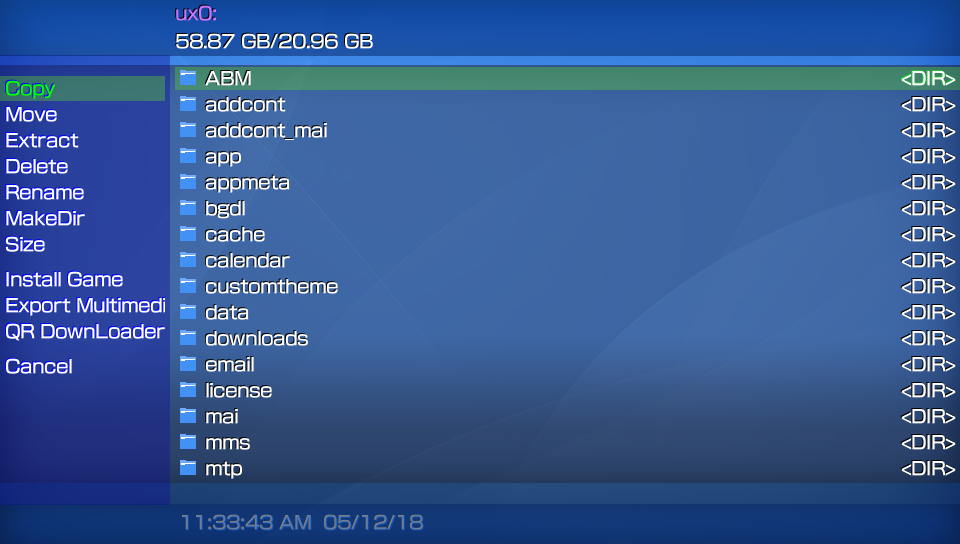 ux0:
58.87 GB/20.96 GB
Copy
Move
Extract
Delete
Rename
MakeDir
Size
Install Game
Export Multimedi
QR DownLoader
Cancel
ABM <DIR>
addcont <DIR>
addcont_mai <DIR>
app <DIR>
appmeta <DIR>
bgdl <DIR>
cache <DIR>
calendar <DIR>
customtheme <DIR>
data <DIR>
downloads <DIR>
email <DIR>
license <DIR>
mai <DIR>
mms <DIR>
mtp <DIR>
11:33:43 AM 05/12/18